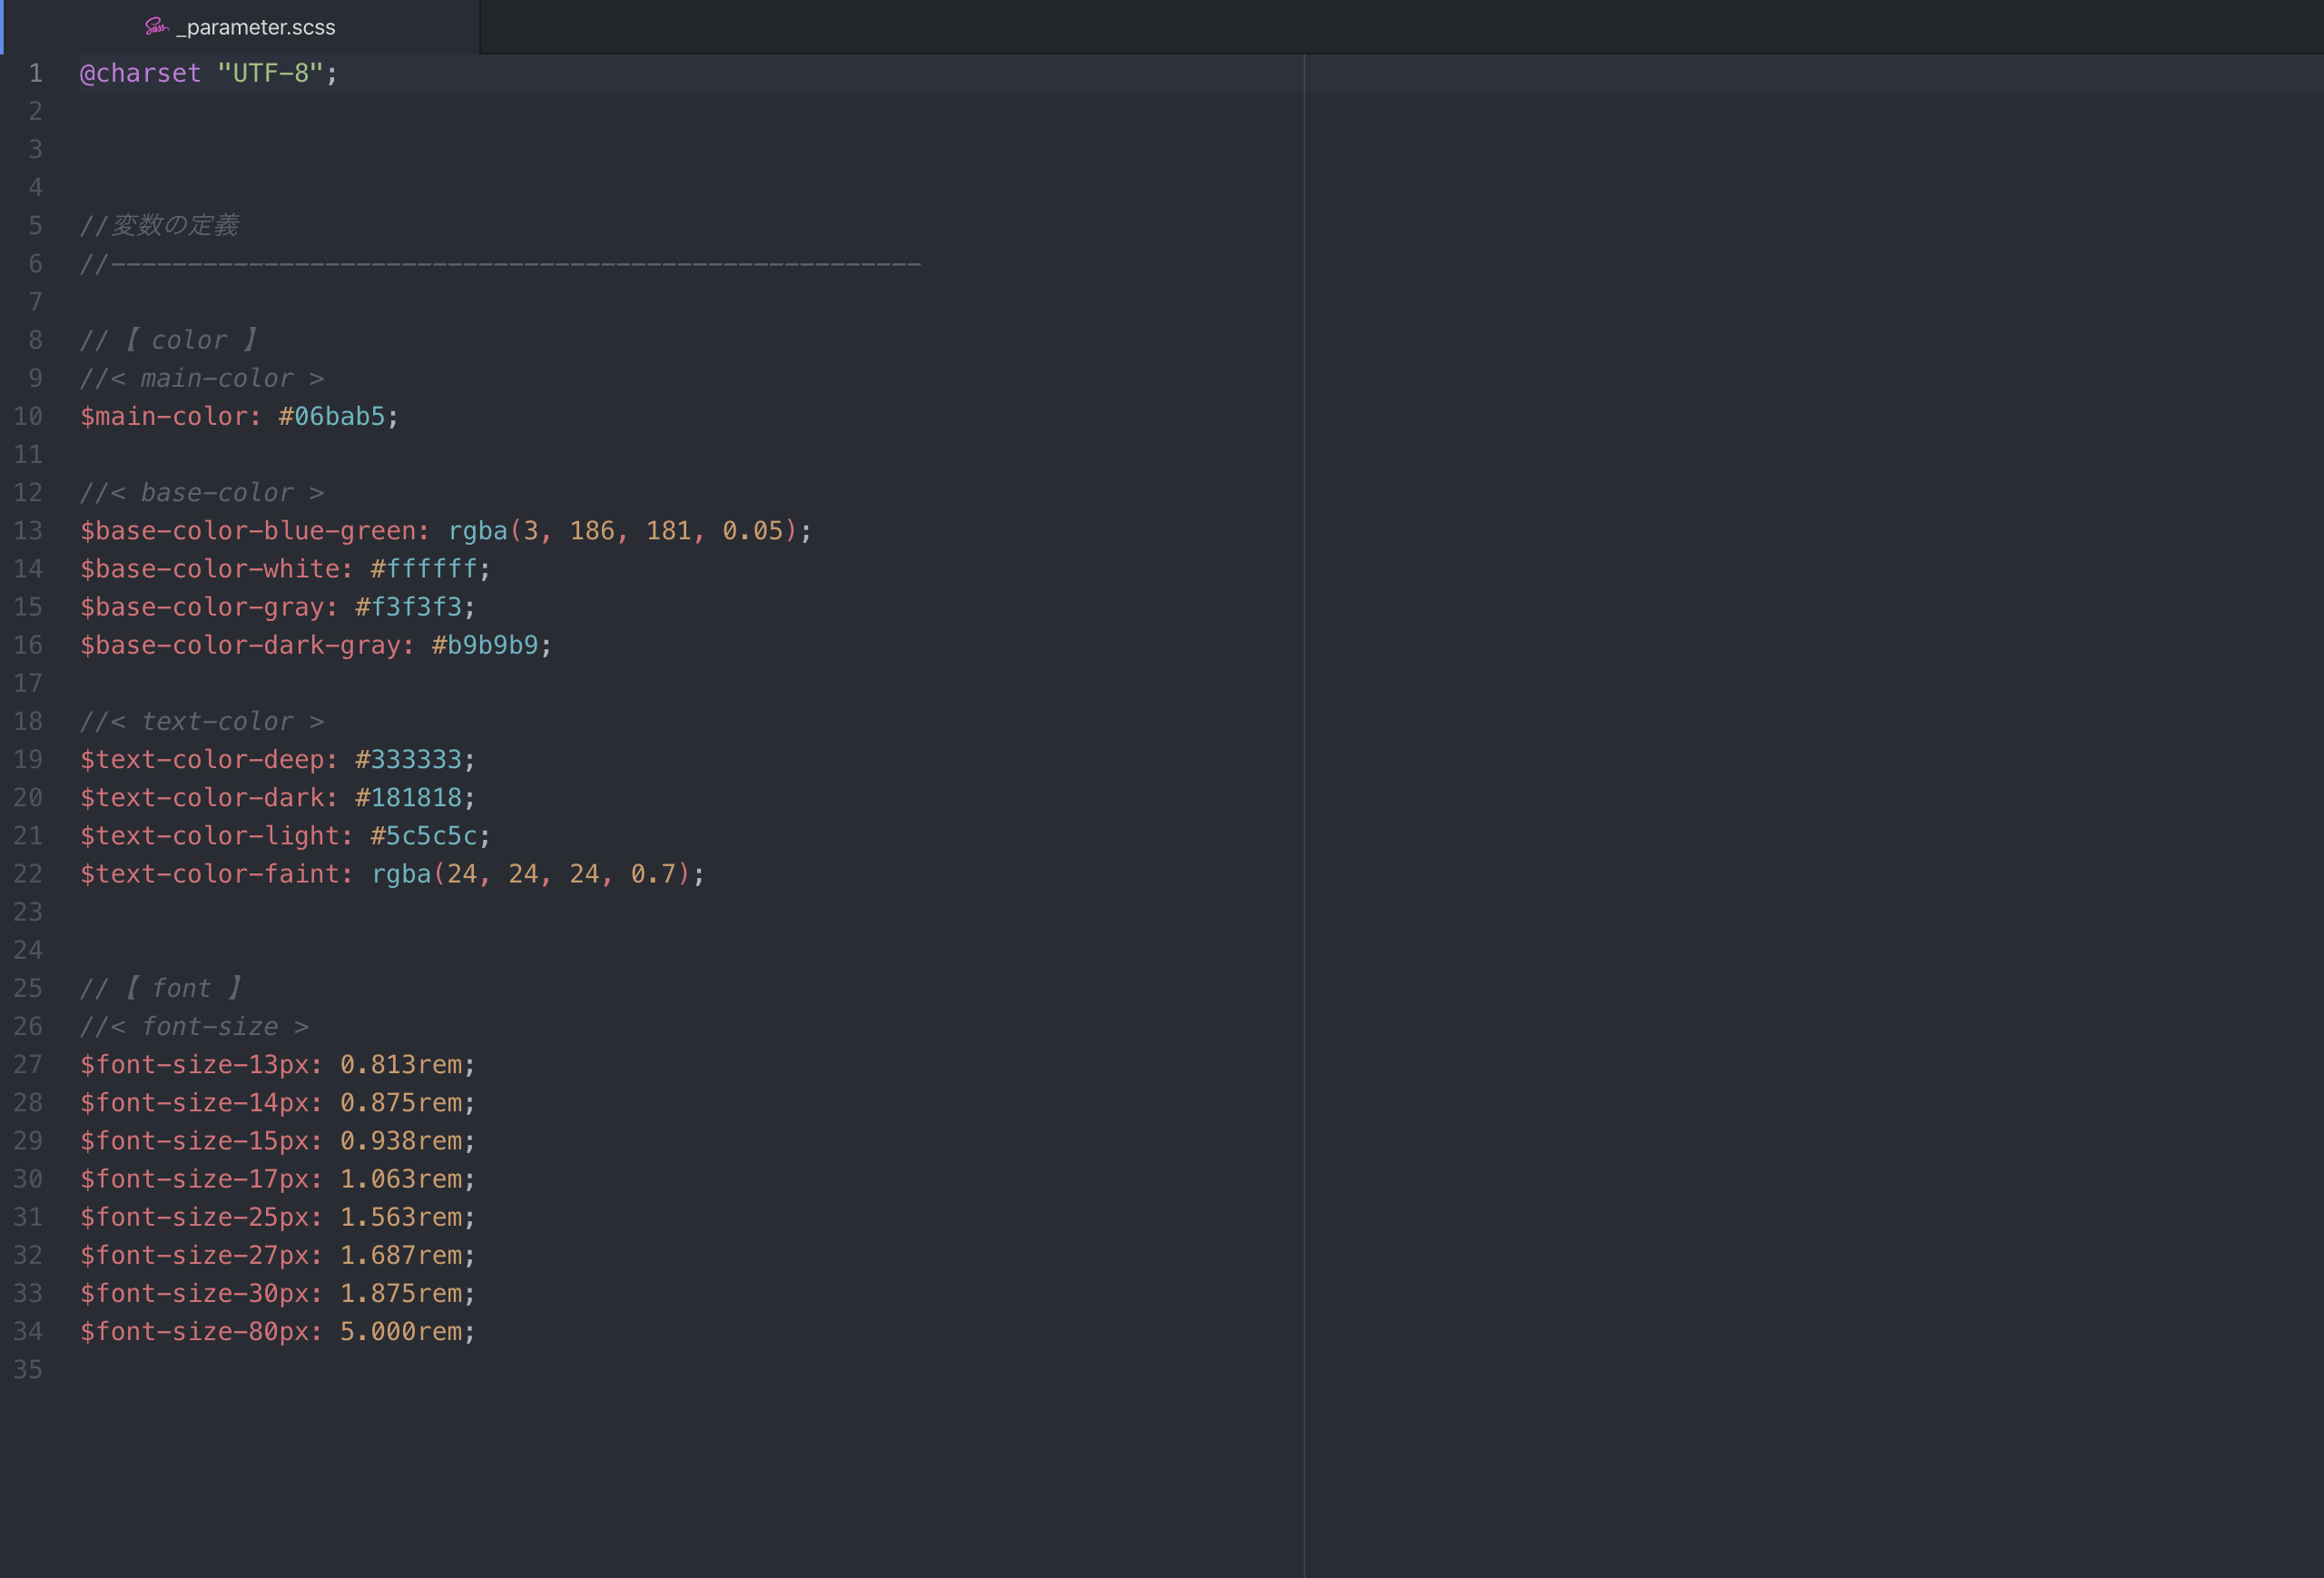 _parameter.scss
1 @charset "UTF-8";
2
3
4
5 //変数の定義
6 //-----------------------------------------------------
7
8 //【 color 】
9 //< main-color >
10 $main-color: #06bab5;
11
12 //< base-color >
13 $base-color-blue-green: rgba(3, 186, 181, 0.05);
14 $base-color-white: #ffffff;
15 $base-color-gray: #f3f3f3;
16 $base-color-dark-gray: #b9b9b9;
17
18 //< text-color >
19 $text-color-deep: #333333;
20 $text-color-dark: #181818;
21 $text-color-light: #5c5c5c;
22 $text-color-faint: rgba(24, 24, 24, 0.7);
23
24
25 //【 font 】
26 //< font-size >
27 $font-size-13px: 0.813rem;
28 $font-size-14px: 0.875rem;
29 $font-size-15px: 0.938rem;
30 $font-size-17px: 1.063rem;
31 $font-size-25px: 1.563rem;
32 $font-size-27px: 1.687rem;
33 $font-size-30px: 1.875rem;
34 $font-size-80px: 5.000rem;
35